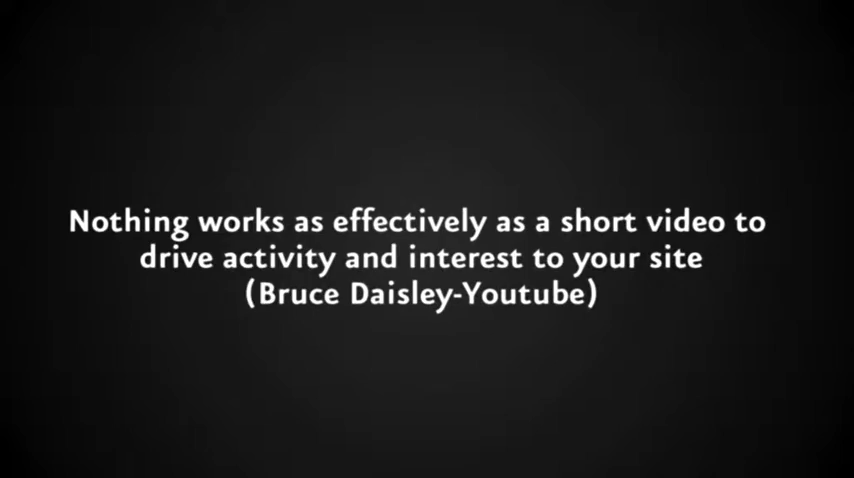 Nothing works as effectively as a short video to
drive activity and interest to your site
(Bruce Daisley-Youtube)